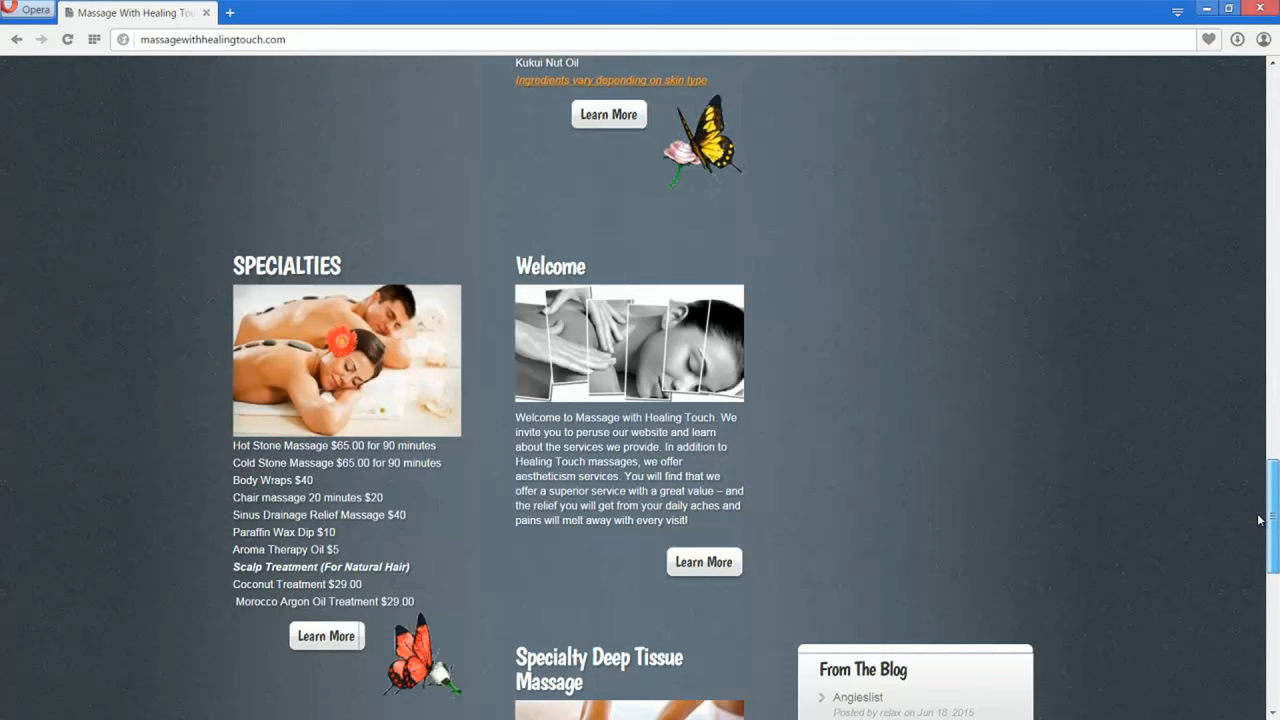 Opera
Massage With Healing Tou
massagewithhealingtouch.com
Kukui Nut Oil
Ingredients vary depending on skin type
Learn More
SPECIALTIES
Hot Stone Massage $65.00 for 90 minutes
Cold Stone Massage $65.00 for 90 minutes
Body Wraps $40
Chair massage 20 minutes $20
Sinus Drainage Relief Massage $40
Paraffin Wax Dip $10
Aroma Therapy Oil $5
Scalp Treatment (For Natural Hair)
Coconut Treatment $29.00
Morocco Argon Oil Treatment $29.00
Learn More
Welcome
Welcome to Massage with Healing Touch. We
invite you to peruse our website and learn
about the services we provide. In addition to
Healing Touch massages, we offer
aestheticism services. You will find that we
offer a superior service with a great value – and
the relief you will get from your daily aches and
pains will melt away with every visit!
Learn More
Specialty Deep Tissue
Massage
From The Blog
Angieslist
Posted by relax on Jun 18, 2015